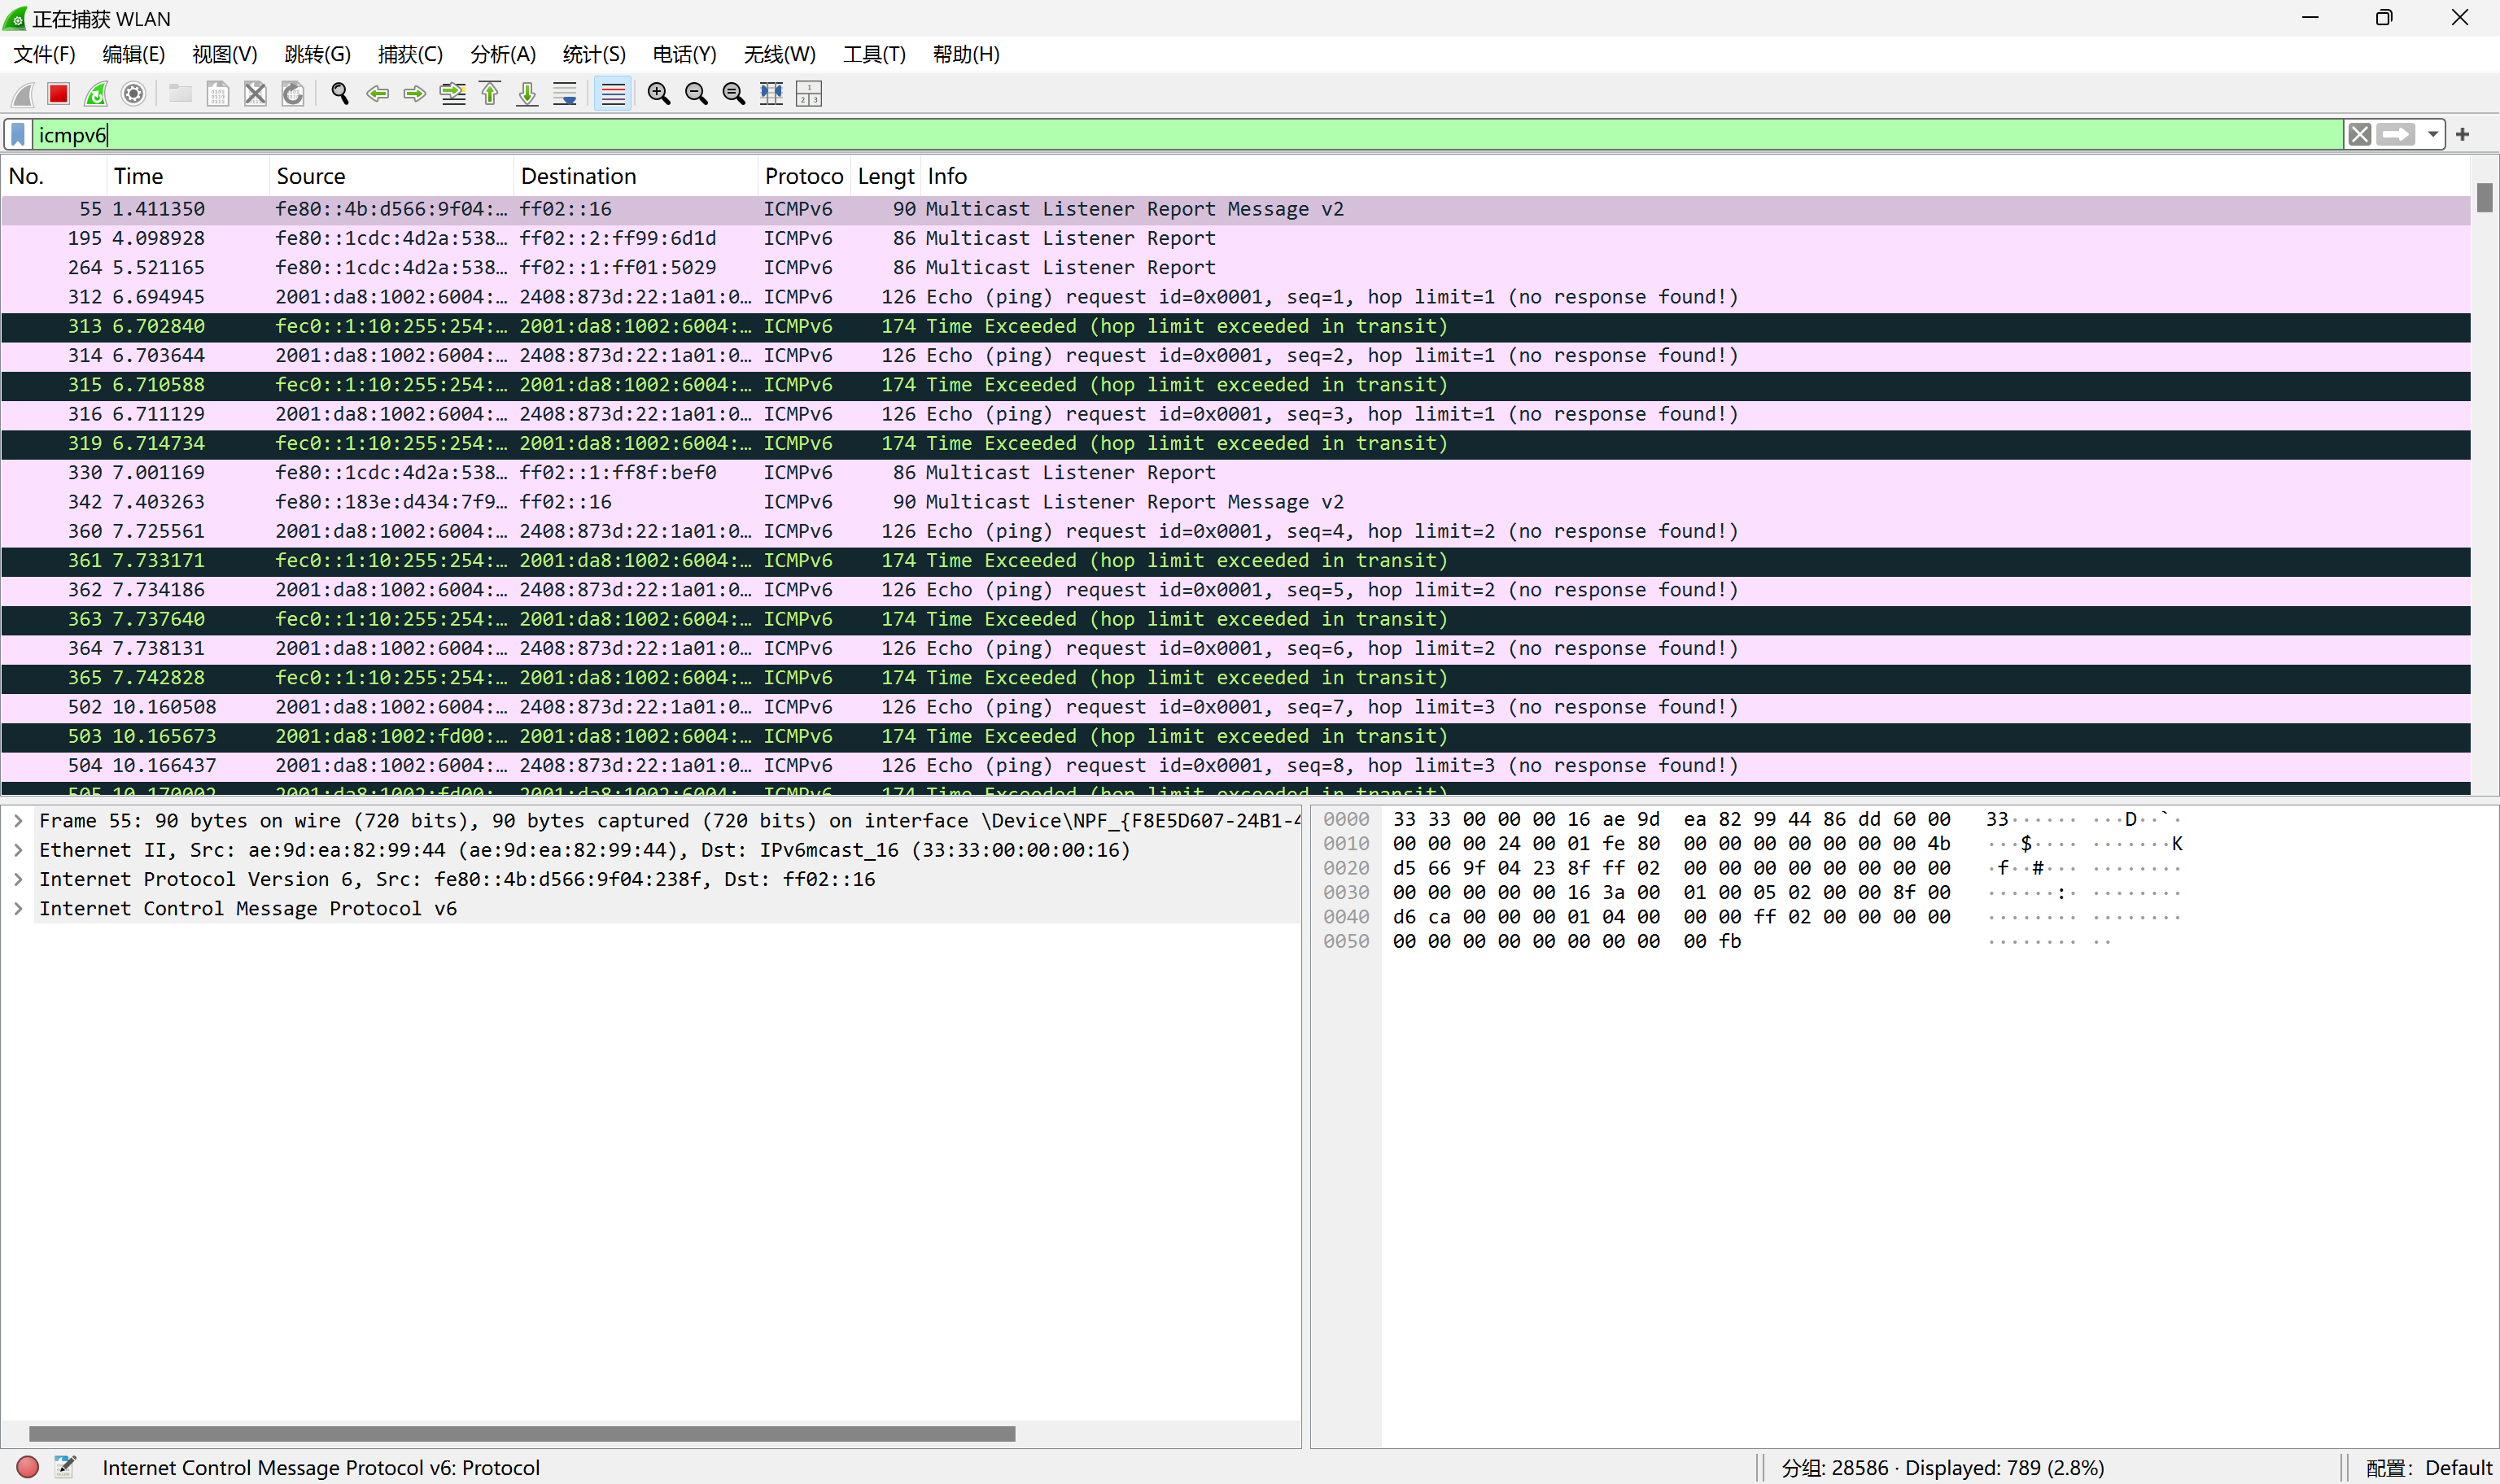 正在捕获 WLAN
文件(F) 编辑(E) 视图(V) 跳转(G) 捕获(C) 分析(A) 统计(S) 电话(Y) 无线(W) 工具(T) 帮助(H)
icmpv6
No. Time Source Destination Protoco Lengt Info
55 1.411350 fe80::4b:d566:9f04:… ff02::16 ICMPv6 90 Multicast Listener Report Message v2
195 4.098928 fe80::1cdc:4d2a:538… ff02::2:ff99:6d1d ICMPv6 86 Multicast Listener Report
264 5.521165 fe80::1cdc:4d2a:538… ff02::1:ff01:5029 ICMPv6 86 Multicast Listener Report
312 6.694945 2001:da8:1002:6004:… 2408:873d:22:1a01:0… ICMPv6 126 Echo (ping) request id=0x0001, seq=1, hop limit=1 (no response found!)
313 6.702840 fec0::1:10:255:254:… 2001:da8:1002:6004:… ICMPv6 174 Time Exceeded (hop limit exceeded in transit)
314 6.703644 2001:da8:1002:6004:… 2408:873d:22:1a01:0… ICMPv6 126 Echo (ping) request id=0x0001, seq=2, hop limit=1 (no response found!)
315 6.710588 fec0::1:10:255:254:… 2001:da8:1002:6004:… ICMPv6 174 Time Exceeded (hop limit exceeded in transit)
316 6.711129 2001:da8:1002:6004:… 2408:873d:22:1a01:0… ICMPv6 126 Echo (ping) request id=0x0001, seq=3, hop limit=1 (no response found!)
319 6.714734 fec0::1:10:255:254:… 2001:da8:1002:6004:… ICMPv6 174 Time Exceeded (hop limit exceeded in transit)
330 7.001169 fe80::1cdc:4d2a:538… ff02::1:ff8f:bef0 ICMPv6 86 Multicast Listener Report
342 7.403263 fe80::183e:d434:7f9… ff02::16 ICMPv6 90 Multicast Listener Report Message v2
360 7.725561 2001:da8:1002:6004:… 2408:873d:22:1a01:0… ICMPv6 126 Echo (ping) request id=0x0001, seq=4, hop limit=2 (no response found!)
361 7.733171 fec0::1:10:255:254:… 2001:da8:1002:6004:… ICMPv6 174 Time Exceeded (hop limit exceeded in transit)
362 7.734186 2001:da8:1002:6004:… 2408:873d:22:1a01:0… ICMPv6 126 Echo (ping) request id=0x0001, seq=5, hop limit=2 (no response found!)
363 7.737640 fec0::1:10:255:254:… 2001:da8:1002:6004:… ICMPv6 174 Time Exceeded (hop limit exceeded in transit)
364 7.738131 2001:da8:1002:6004:… 2408:873d:22:1a01:0… ICMPv6 126 Echo (ping) request id=0x0001, seq=6, hop limit=2 (no response found!)
365 7.742828 fec0::1:10:255:254:… 2001:da8:1002:6004:… ICMPv6 174 Time Exceeded (hop limit exceeded in transit)
502 10.160508 2001:da8:1002:6004:… 2408:873d:22:1a01:0… ICMPv6 126 Echo (ping) request id=0x0001, seq=7, hop limit=3 (no response found!)
503 10.165673 2001:da8:1002:fd00:… 2001:da8:1002:6004:… ICMPv6 174 Time Exceeded (hop limit exceeded in transit)
504 10.166437 2001:da8:1002:6004:… 2408:873d:22:1a01:0… ICMPv6 126 Echo (ping) request id=0x0001, seq=8, hop limit=3 (no response found!)
505 10.170002 2001:da8:1002:fd00:… 2001:da8:1002:6004:… ICMPv6 174 Time Exceeded (hop limit exceeded in transit)
Frame 55: 90 bytes on wire (720 bits), 90 bytes captured (720 bits) on interface \Device\NPF_{F8E5D607-24B1-4
Ethernet II, Src: ae:9d:ea:82:99:44 (ae:9d:ea:82:99:44), Dst: IPv6mcast_16 (33:33:00:00:00:16)
Internet Protocol Version 6, Src: fe80::4b:d566:9f04:238f, Dst: ff02::16
Internet Control Message Protocol v6
0000 33 33 00 00 00 16 ae 9d ea 82 99 44 86 dd 60 00 33······ ···D··`·
0010 00 00 00 24 00 01 fe 80 00 00 00 00 00 00 00 4b ···$···· ·······K
0020 d5 66 9f 04 23 8f ff 02 00 00 00 00 00 00 00 00 ·f··#··· ········
0030 00 00 00 00 00 16 3a 00 01 00 05 02 00 00 8f 00 ······:· ········
0040 d6 ca 00 00 00 01 04 00 00 00 ff 02 00 00 00 00 ········ ········
0050 00 00 00 00 00 00 00 00 00 fb ········ ··
Internet Control Message Protocol v6: Protocol
分组: 28586 · Displayed: 789 (2.8%)
配置: Default